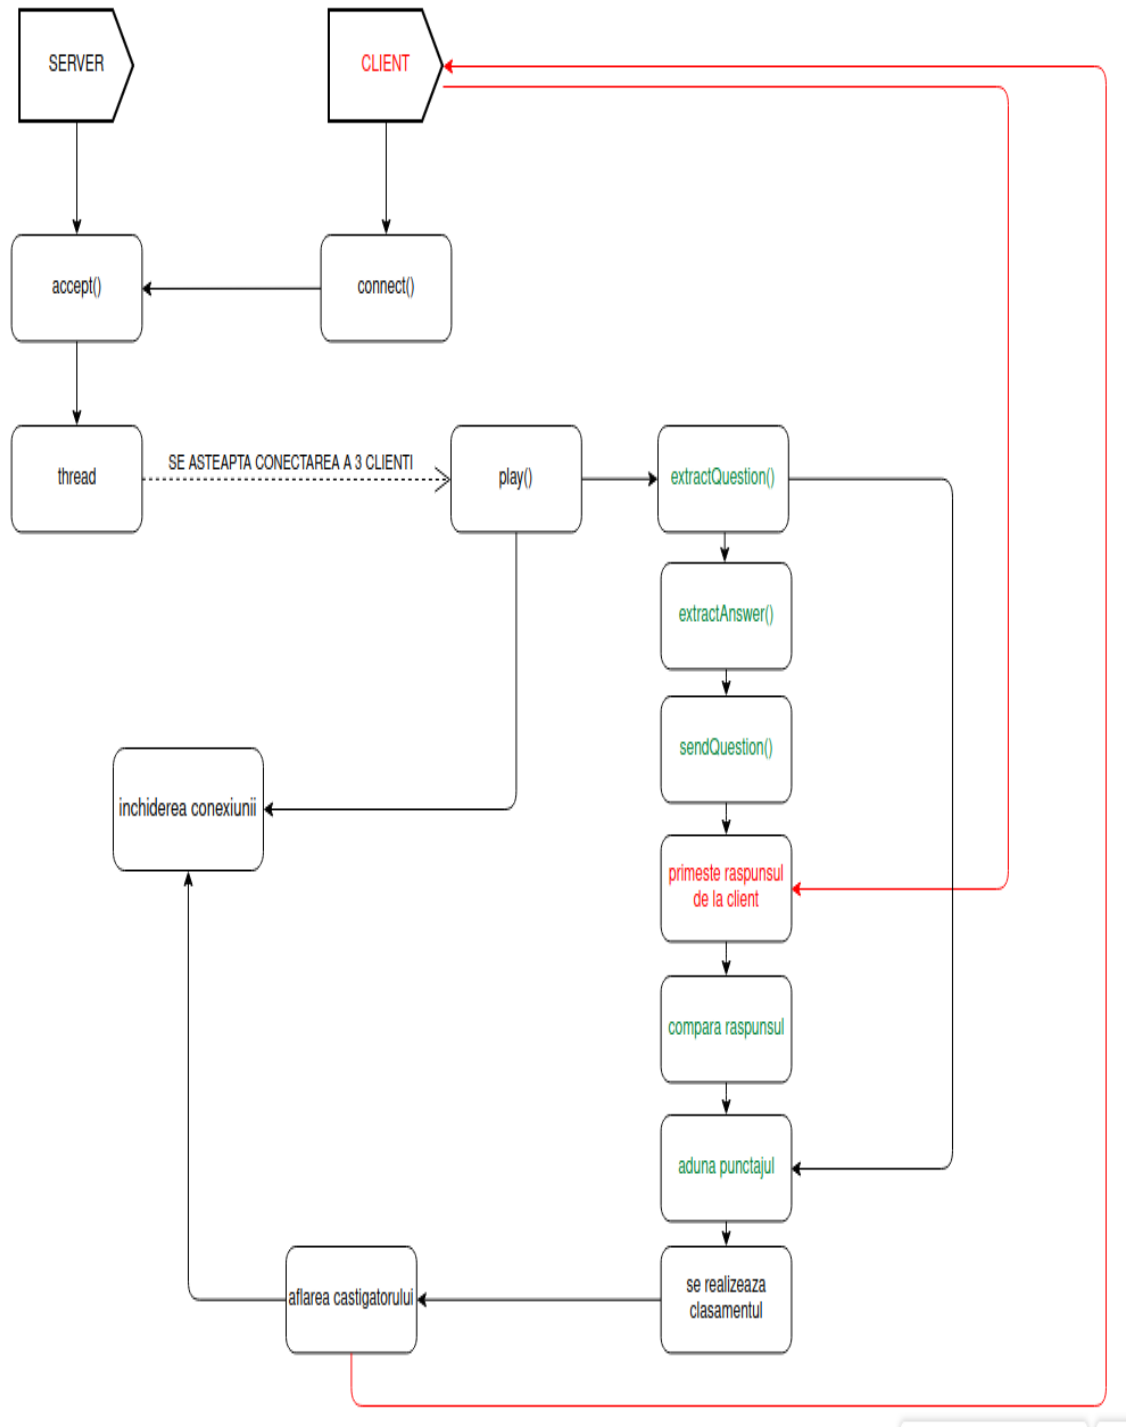 SERVER
CLIENT
accept()
connect()
thread
SE ASTEAPTA CONECTAREA A 3 CLIENTI
play()
extractQuestion()
extractAnswer()
sendQuestion()
inchiderea conexiunii
primeste raspunsul
de la client
compara raspunsul
aduna punctajul
se realizeaza
clasamentul
aflarea castigatorului